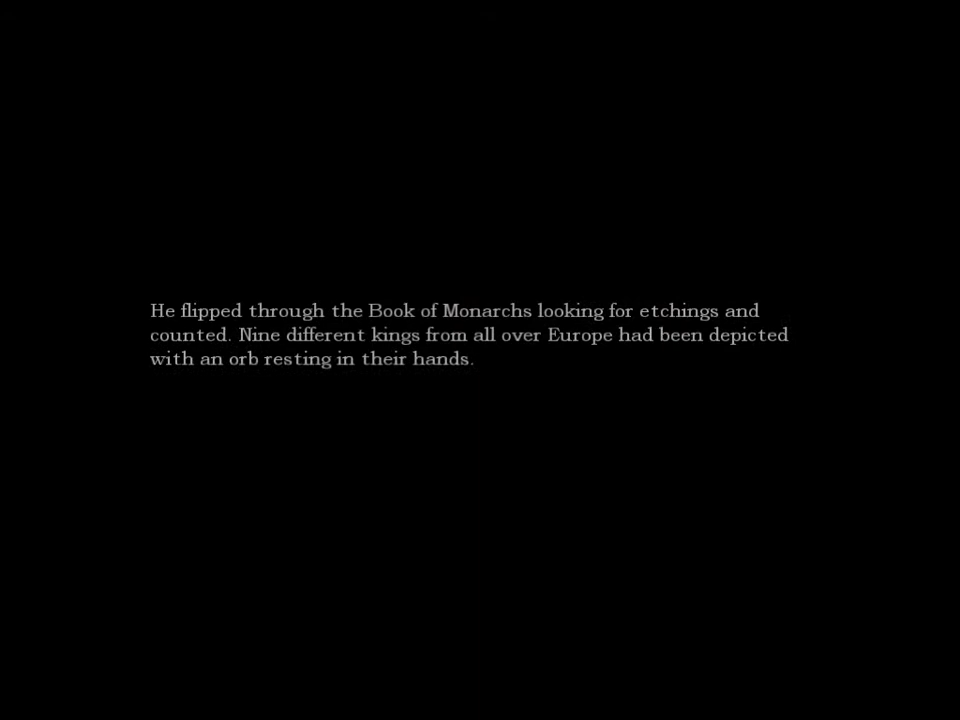 He flipped through the Book of Monarchs looking for etchings and
counted. Nine different kings from all over Europe had been depicted
with an orb resting in their hands.